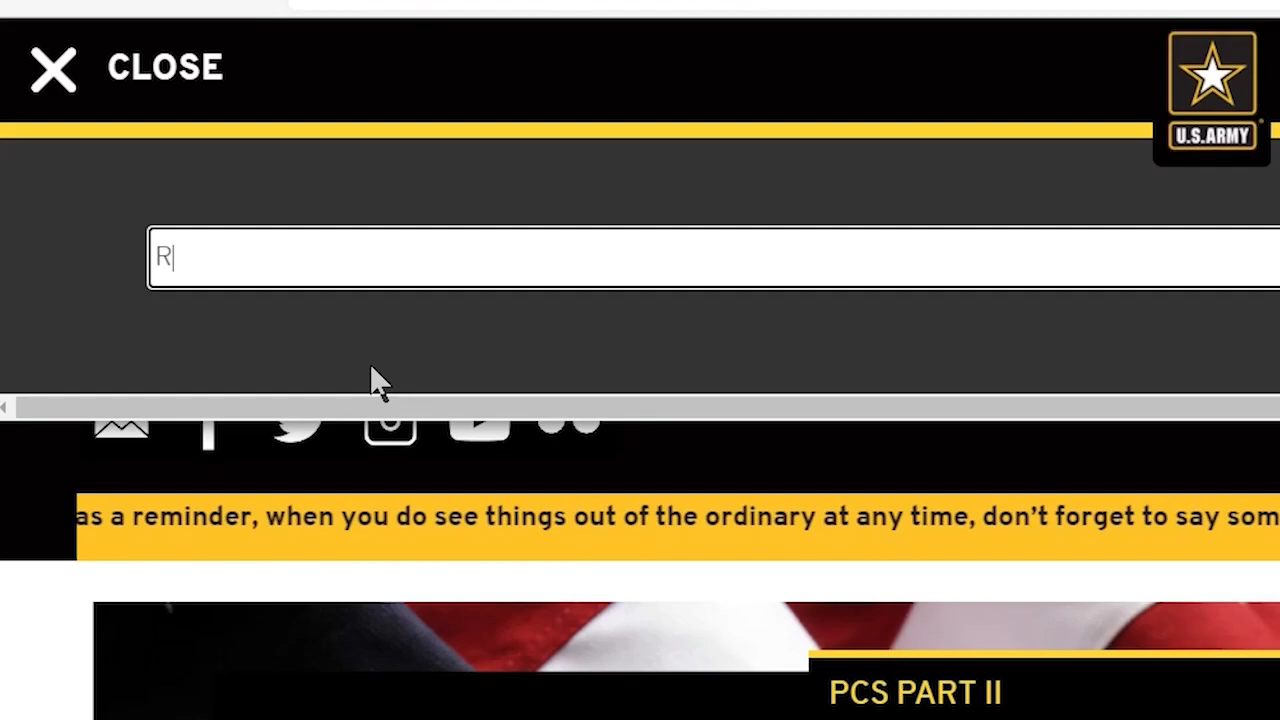 CLOSE
U.S.ARMY
R
as a reminder, when you do see things out of the ordinary at any time, don’t forget to say som
PCS PART II